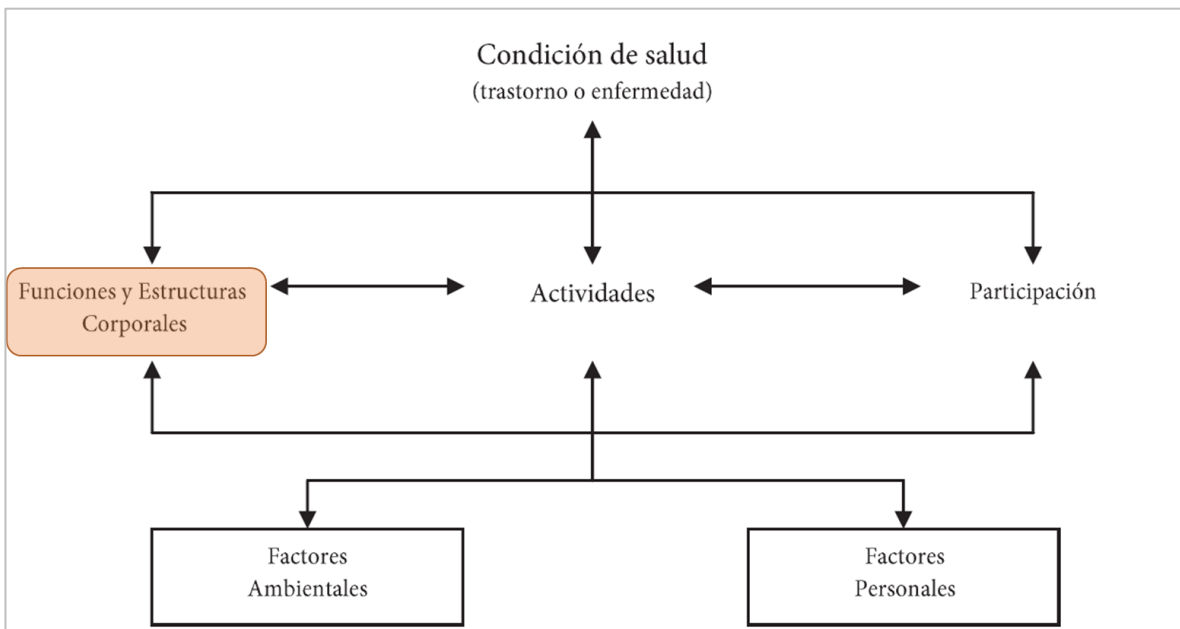 Condición de salud
(trastorno o enfermedad)
Funciones y Estructuras
Corporales
Actividades
Participación
Factores
Ambientales
Factores
Personales